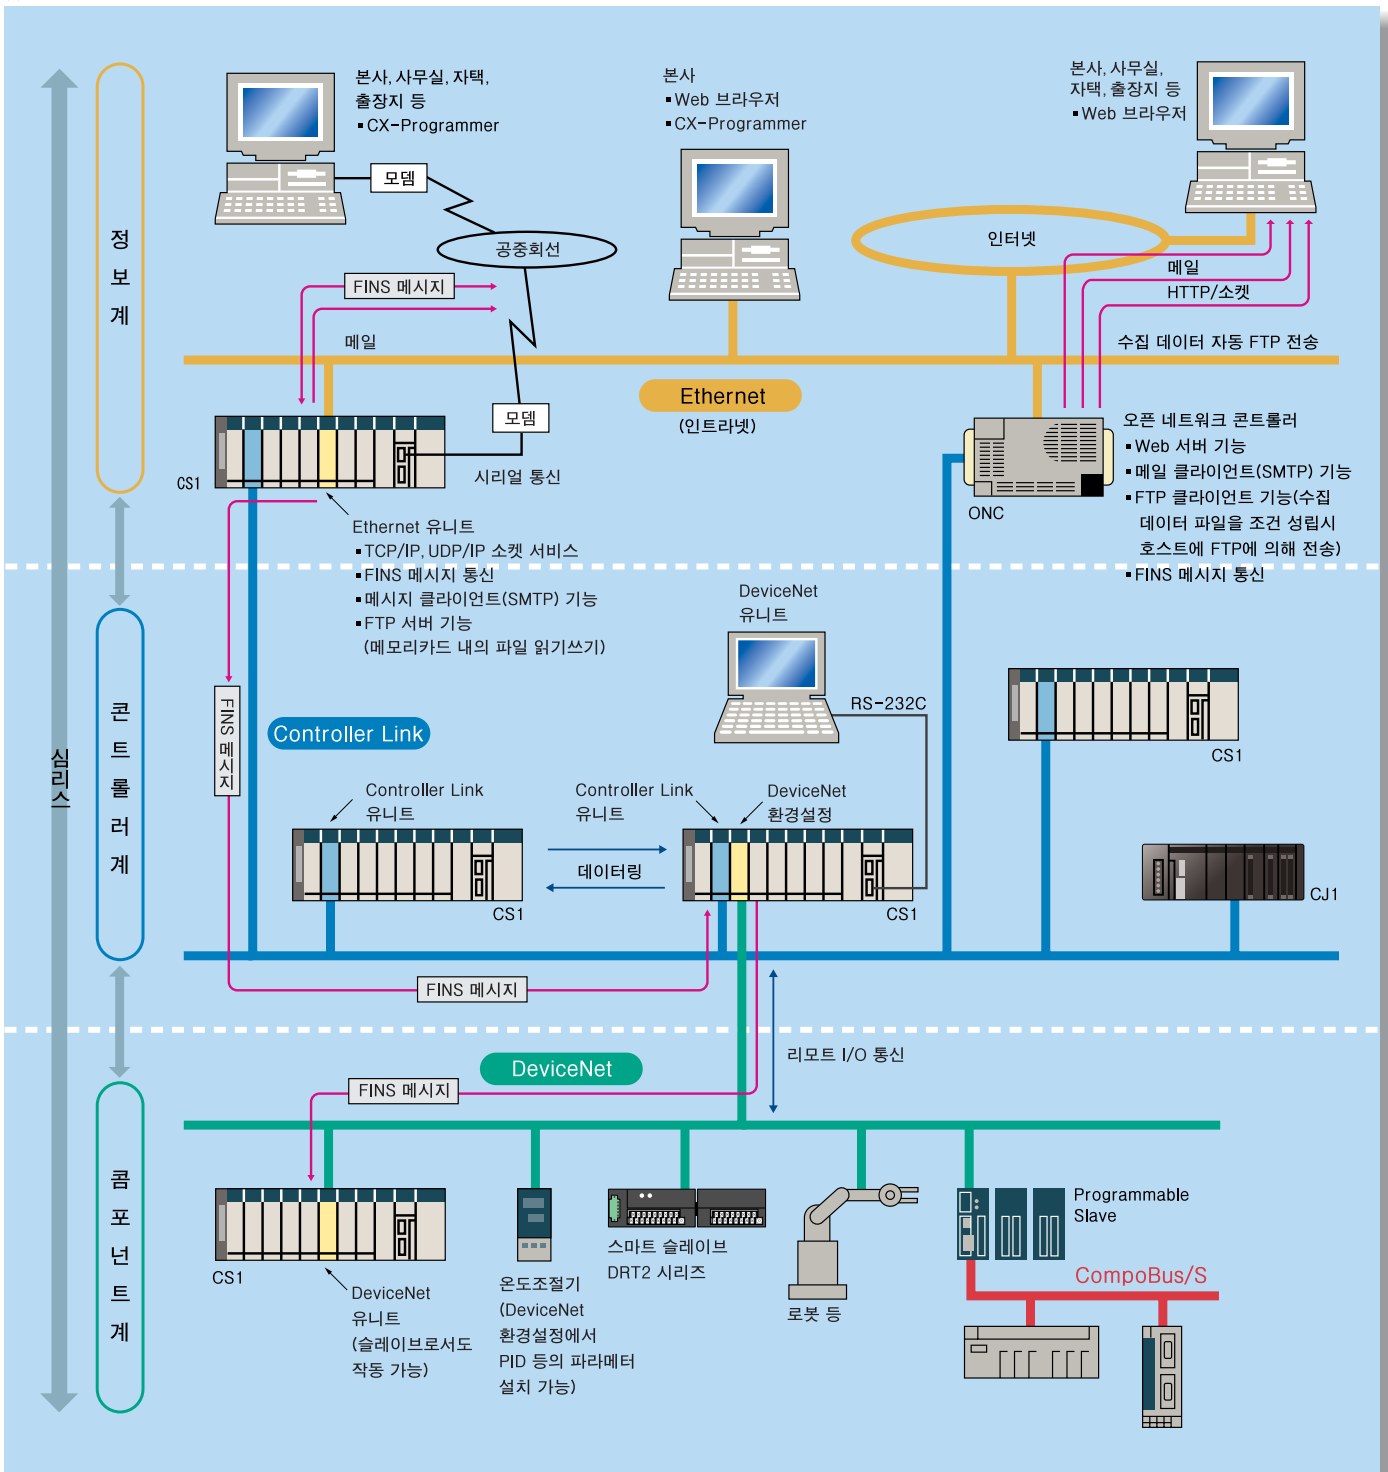 본사, 사무실, 자택,
출장지 등
▪CX-Programmer
본사
▪Web 브라우저
▪CX-Programmer
본사, 사무실,
자택, 출장지 등
▪Web 브라우저
모뎀
공중회선
인터넷
FINS 메시지
메일
메일
HTTP/소켓
수집 데이터 자동 FTP 전송
정보계
Ethernet
(인트라넷)
모뎀
시리얼 통신
CS1
오픈 네트워크 콘트롤러
▪Web 서버 기능
▪메일 클라이언트(SMTP) 기능
▪FTP 클라이언트 기능(수집
데이터 파일을 조건 성립시
호스트에 FTP에 의해 전송)
▪FINS 메시지 통신
ONC
Ethernet 유니트
▪TCP/IP, UDP/IP 소켓 서비스
▪FINS 메시지 통신
▪메시지 클라이언트(SMTP) 기능
▪FTP 서버 기능
(메모리카드 내의 파일 읽기쓰기)
DeviceNet
유니트
RS-232C
심리스
콘트롤러계
FINS 메시지
Controller Link
CS1
Controller Link
유니트
Controller Link
유니트
DeviceNet
환경설정
데이터링
CS1
CS1
CJ1
FINS 메시지
리모트 I/O 통신
DeviceNet
FINS 메시지
콤포넌트계
CS1
DeviceNet
유니트
(슬레이브로서도
작동 가능)
온도조절기
(DeviceNet
환경설정에서
PID 등의 파라메터
설치 가능)
스마트 슬레이브
DRT2 시리즈
로봇 등
Programmable
Slave
CompoBus/S